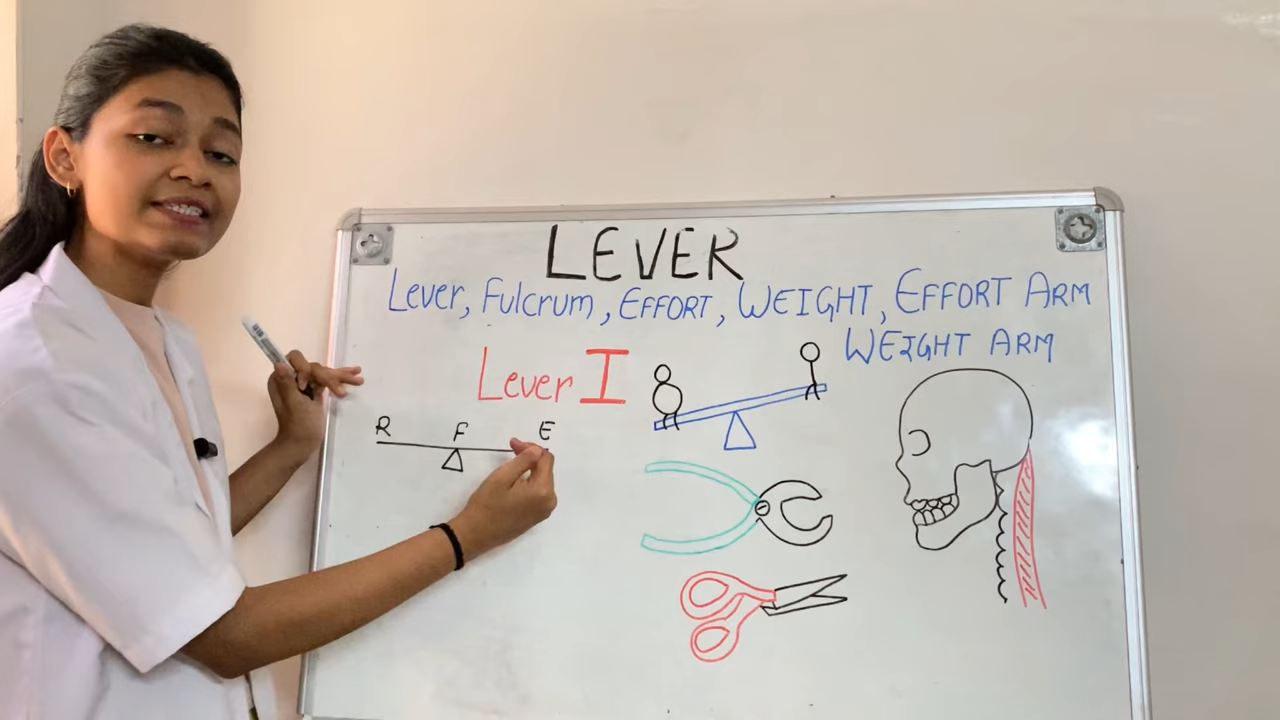 LEVER
Lever, Fulcrum, EFFORT, WEIGHT, EFFORT ARM
WEIGHT ARM
Lever I
R F E